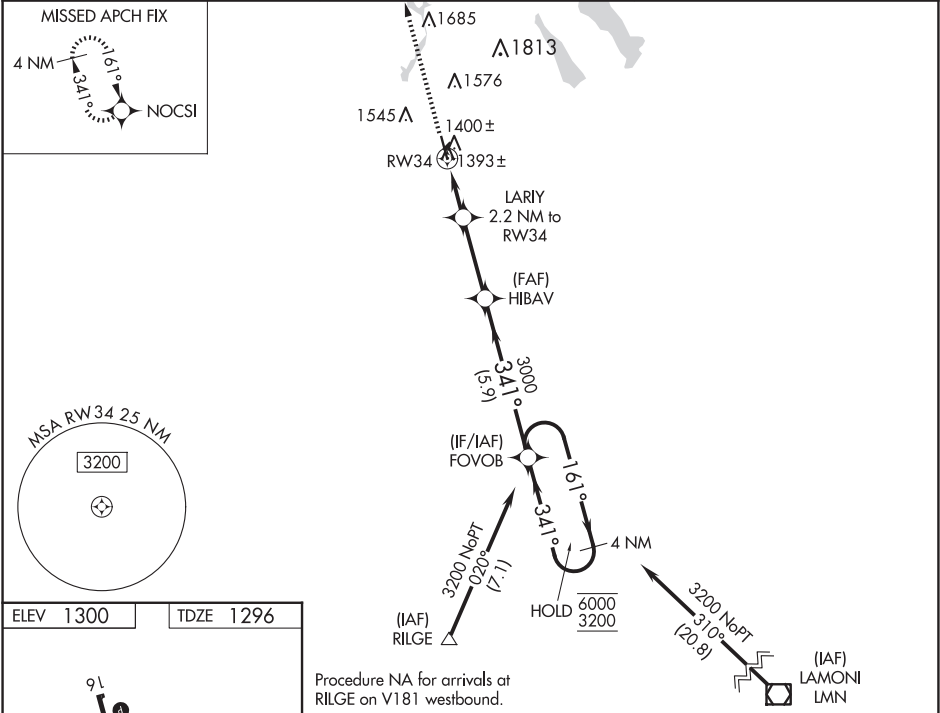 MISSED APCH FIX
4 NM
161°
341°
NOCSI
1685
1813
1576
1545
1400 ±
RW34
1393 ±
LARIY
2.2 NM to
RW34
(FAF)
HIBAV
3000
341°
(5.9)
MSA RW34 25 NM
3200
(IF/IAF)
FOVOB
161°
341°
4 NM
3200 NoPT
020°
(7.1)
HOLD
6000
3200
3200 NoPT
310°
(20.8)
(IAF)
RILGE
(IAF)
LAMONI
LMN
ELEV 1300
TDZE 1296
Procedure NA for arrivals at
RILGE on V181 westbound.
16
P